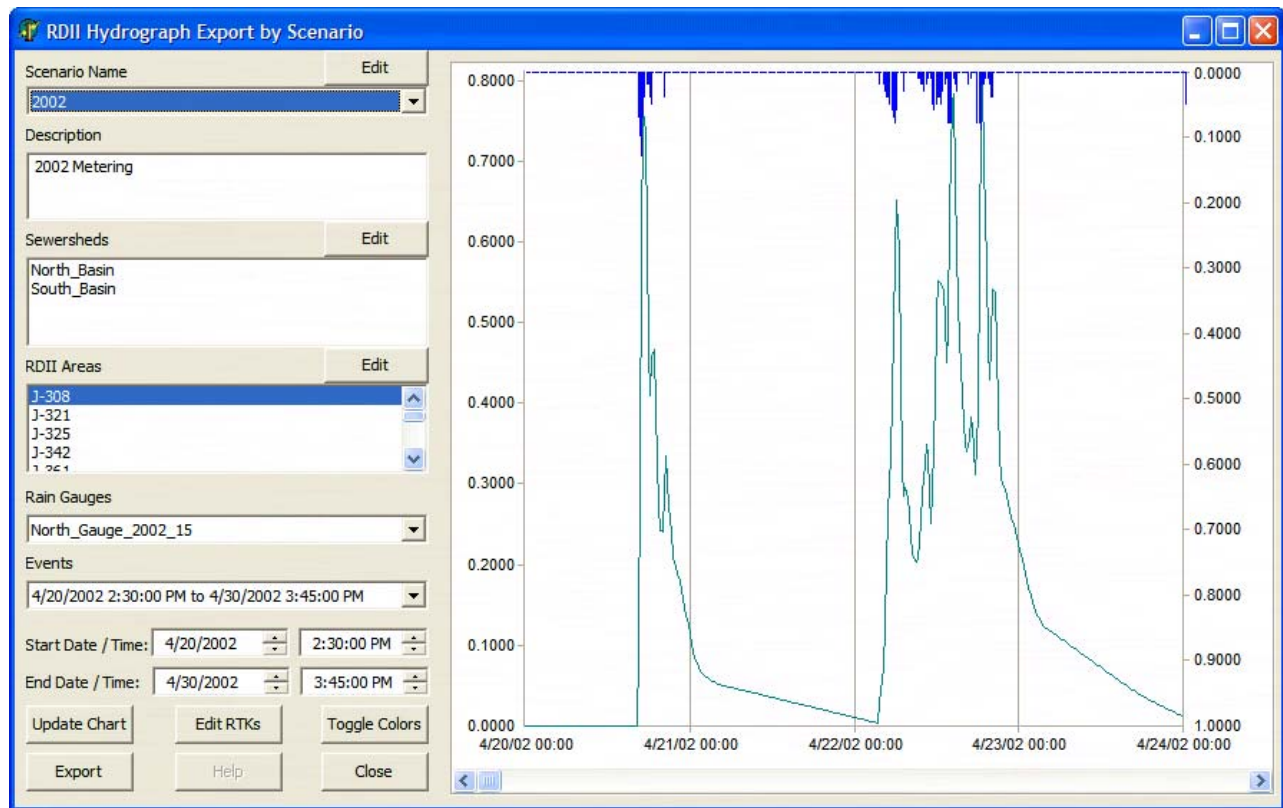 RDII Hydrograph Export by Scenario
Scenario Name
Edit
2002
Description
2002 Metering
Sewersheds
Edit
North_Basin
South_Basin
RDII Areas
Edit
J-308
J-321
J-325
J-342
J-361
Rain Gauges
North_Gauge_2002_15
Events
4/20/2002 2:30:00 PM to 4/30/2002 3:45:00 PM
Start Date / Time: 4/20/2002 2:30:00 PM
End Date / Time: 4/30/2002 3:45:00 PM
Update Chart Edit RTKs Toggle Colors
Export Help Close
0.8000
0.7000
0.6000
0.5000
0.4000
0.3000
0.2000
0.1000
0.0000
0.0000
0.1000
0.2000
0.3000
0.4000
0.5000
0.6000
0.7000
0.8000
0.9000
1.0000
4/20/02 00:00 4/21/02 00:00 4/22/02 00:00 4/23/02 00:00 4/24/02 00:00